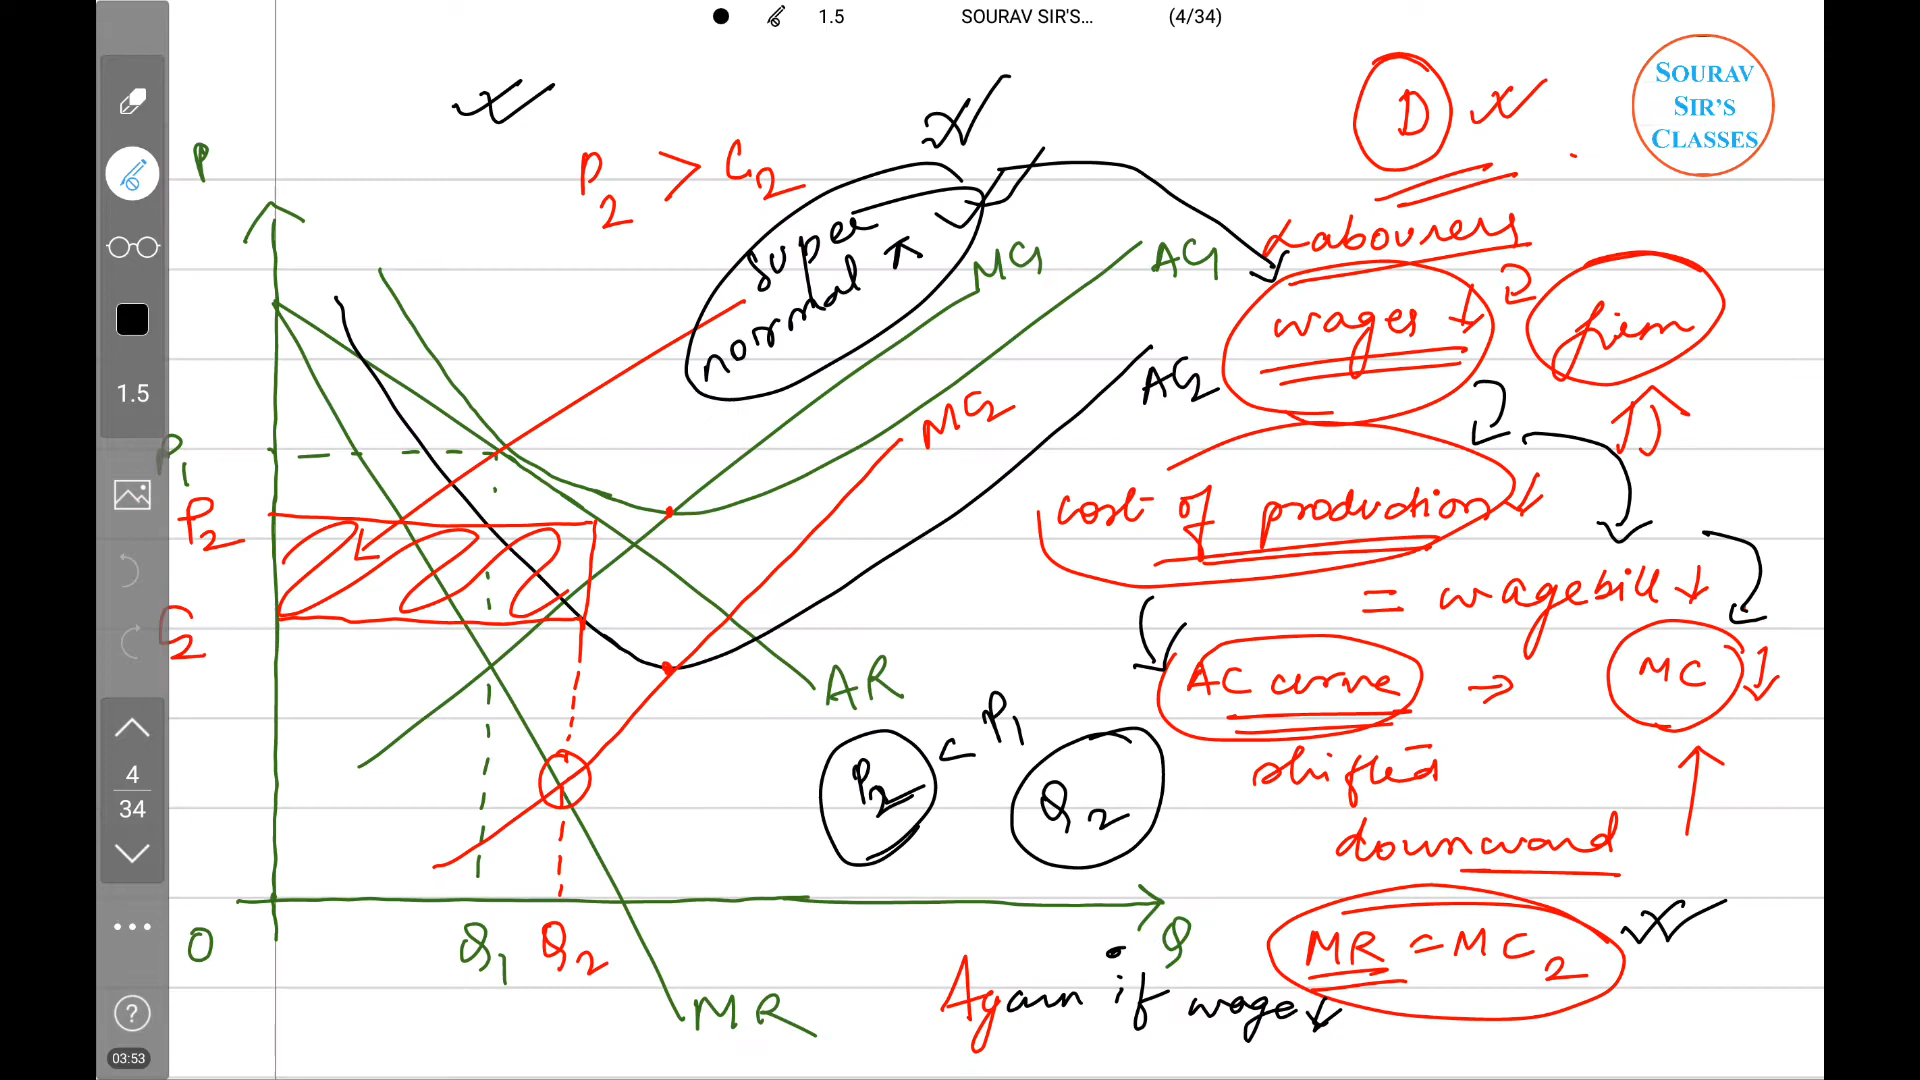 1.5 SOURAV SIR'S... (4/34)
SOURAV
SIR'S
CLASSES
D
P
P2 > C2
super
normal π
Labourers
wages ↓
firm
MC1
AC1
AC2
MC2
1.5
P1
P2
C2
cost of production ↓
= wagebill ↓
AC curve ⇒ MC ↓
shifted
downward
AR
P2 < P1
Q2
MR = MC2
4
34
O
Q1
Q2
Q
MR
Again if wage ↓
?
03:53